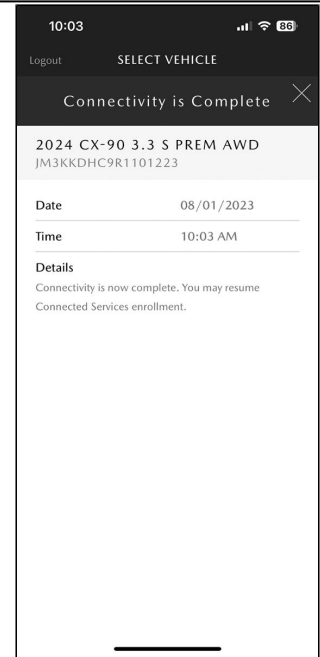 10:03
86
Logout
SELECT VEHICLE
Connectivity is Complete
2024 CX-90 3.3 S PREM AWD
JM3KKDHC9R1101223
Date 08/01/2023
Time 10:03 AM
Details
Connectivity is now complete. You may resume
Connected Services enrollment.